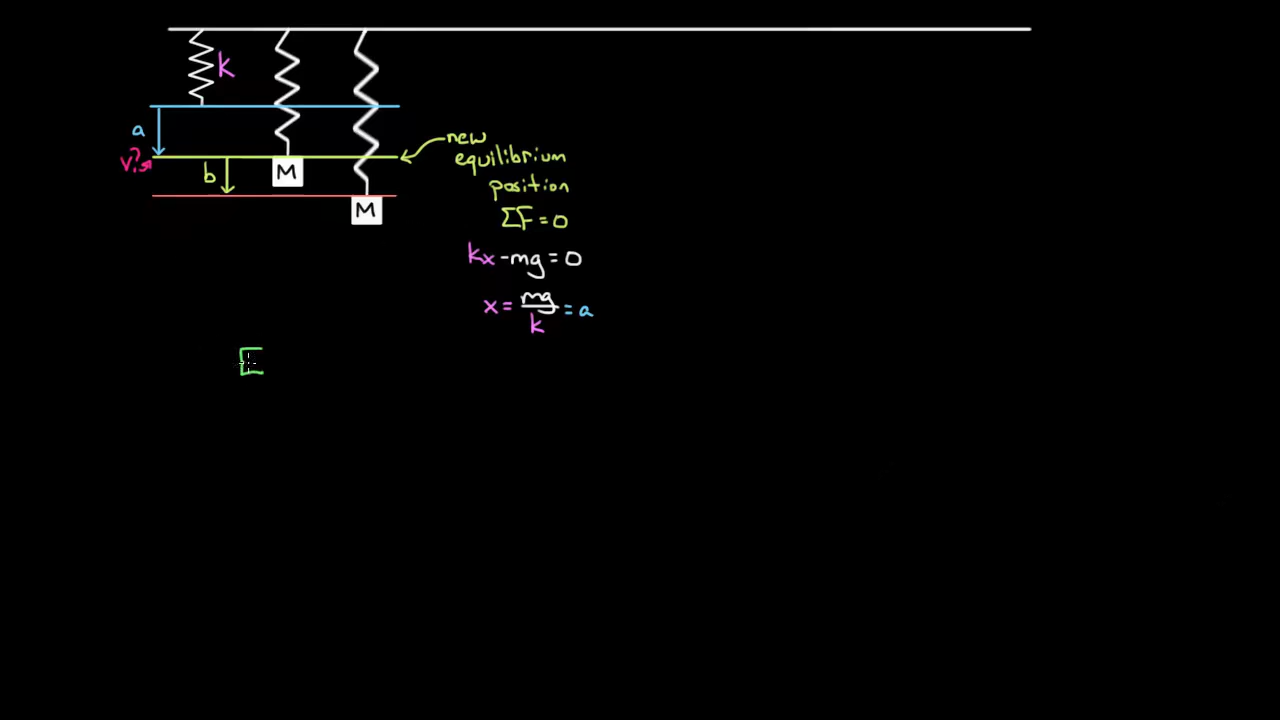 k
a
v?
b
M
M
new
equilibrium
position
ΣF = 0
kx - mg = 0
x = mg/k = a
E